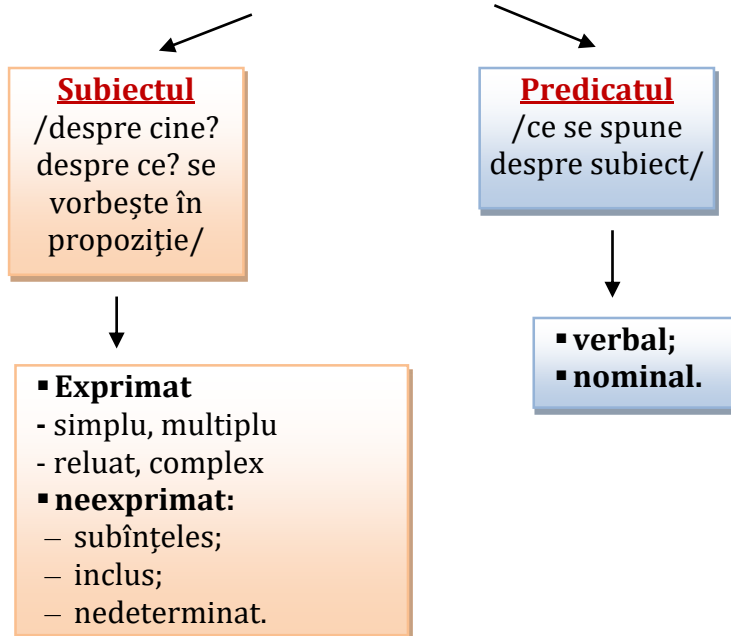 Subiectul
/despre cine?
despre ce? se
vorbește în
propoziție/
Predicatul
/ce se spune
despre subiect/
▪ Exprimat
- simplu, multiplu
- reluat, complex
▪ neexprimat:
– subînțeles;
– inclus;
– nedeterminat.
▪ verbal;
▪ nominal.